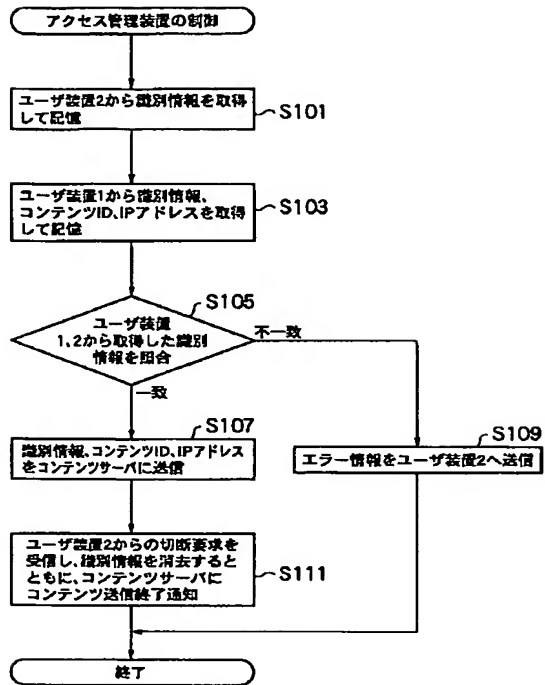 アクセス管理装置の制御
ユーザ装置2から識別情報を取得
して記憶
S101
ユーザ装置1から識別情報、
コンテンツID、IPアドレスを取得
して記憶
S103
S105
ユーザ装置
1、2から取得した識別
情報を照合
不一致
一致
S107
識別情報、コンテンツID、IPアドレス
をコンテンツサーバに送信
S109
エラー情報をユーザ装置2へ送信
ユーザ装置2からの切断要求を
受信し、識別情報を消去すると
ともに、コンテンツサーバに
コンテンツ送信終了通知
S111
終了